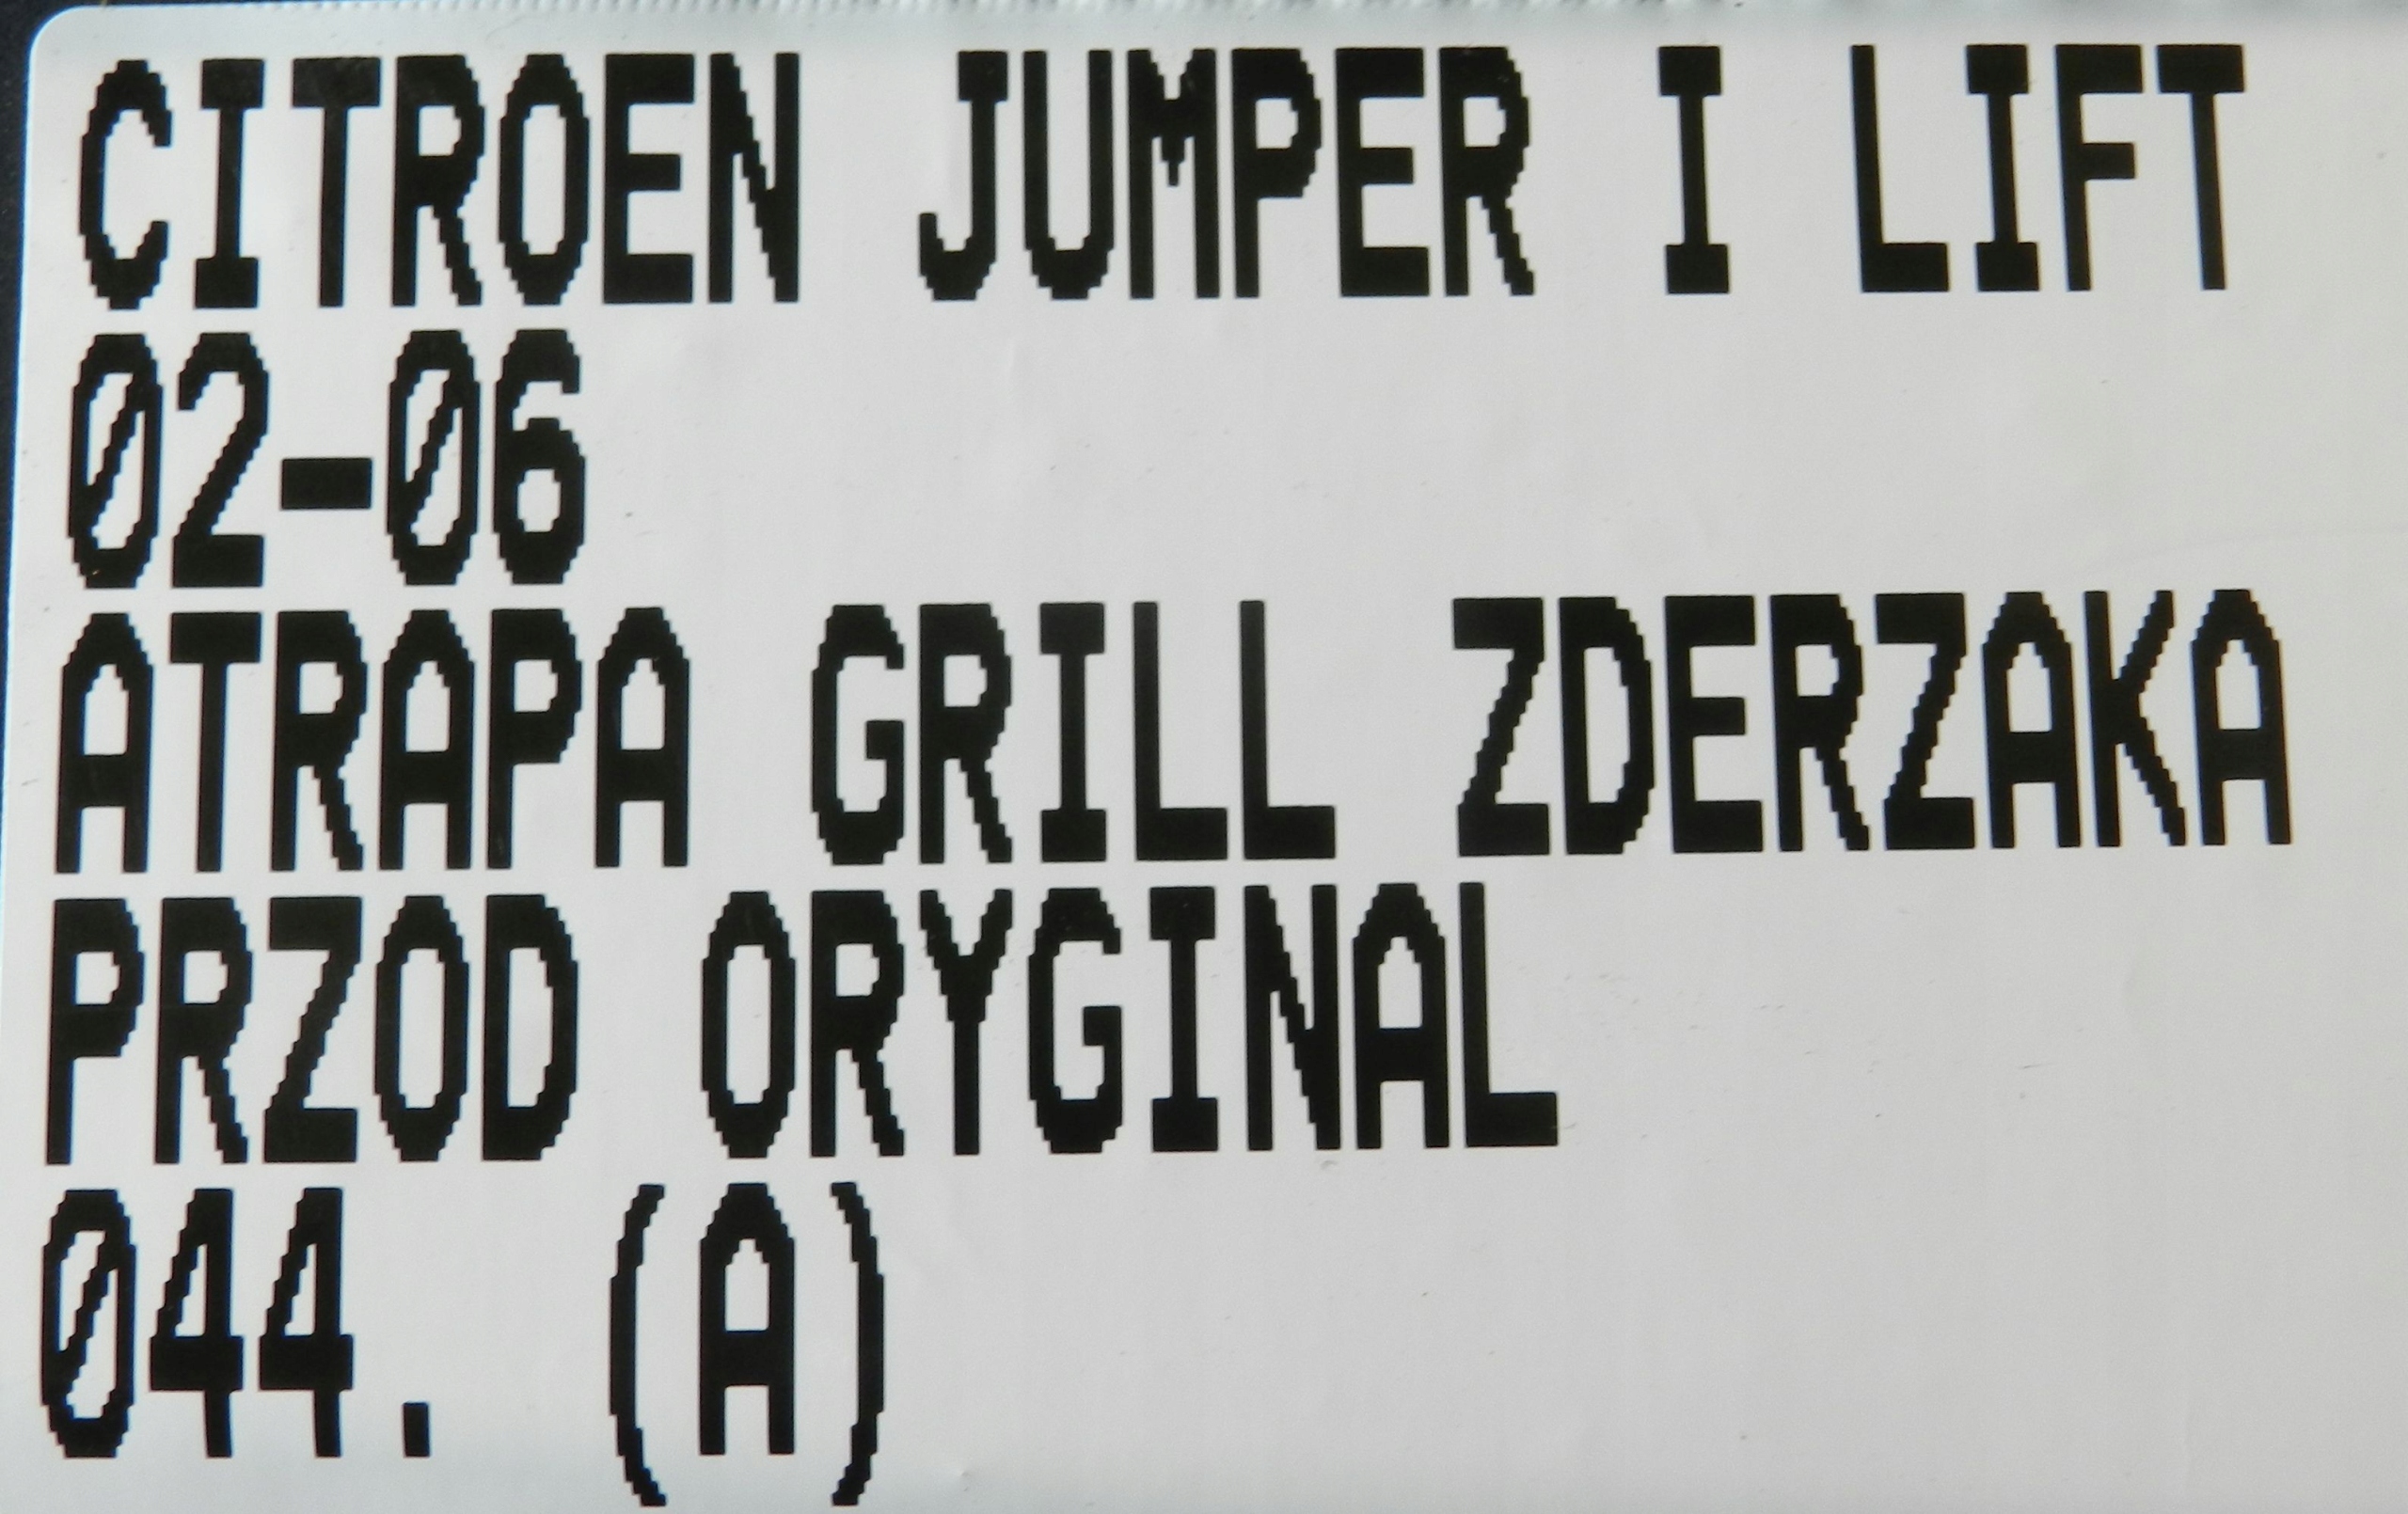 CITROEN JUMPER I LIFT
02-06
ATRAPA GRILL ZDERZAKA
PRZOD ORYGINAL
044. (A)